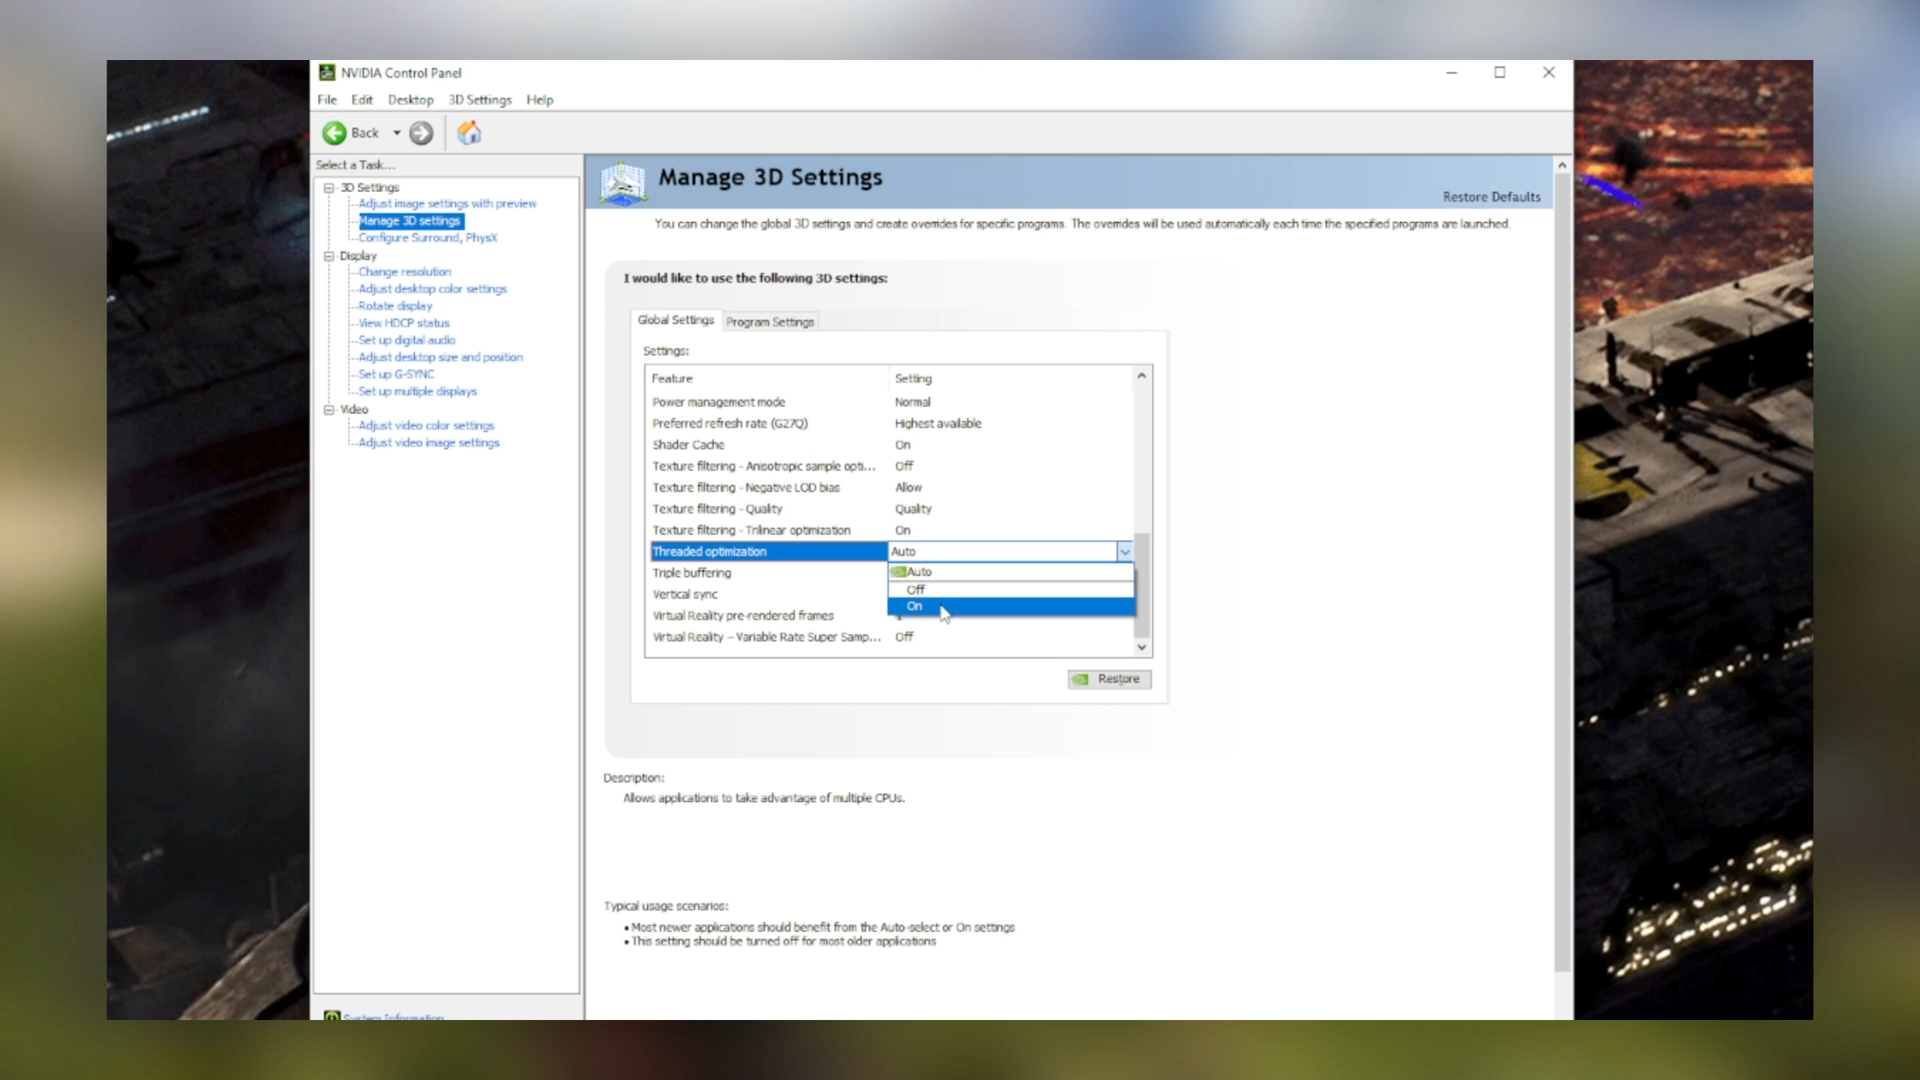 NVIDIA Control Panel
File Edit Desktop 3D Settings Help
Back
Select a Task...
3D Settings
Adjust image settings with preview
Manage 3D settings
Configure Surround, PhysX
Display
Change resolution
Adjust desktop color settings
Rotate display
View HDCP status
Set up digital audio
Adjust desktop size and position
Set up G-SYNC
Set up multiple displays
Video
Adjust video color settings
Adjust video image settings
System Information
Manage 3D Settings
Restore Defaults
You can change the global 3D settings and create overrides for specific programs. The overrides will be used automatically each time the specified programs are launched.
I would like to use the following 3D settings:
Global Settings Program Settings
Settings:
Feature Setting
Power management mode Normal
Preferred refresh rate (G27Q) Highest available
Shader Cache On
Texture filtering - Anisotropic sample opti... Off
Texture filtering - Negative LOD bias Allow
Texture filtering - Quality Quality
Texture filtering - Trilinear optimization On
Threaded optimization Auto
Triple buffering Auto
Off
Vertical sync On
Virtual Reality pre-rendered frames
Virtual Reality – Variable Rate Super Samp... Off
Restore
Description:
Allows applications to take advantage of multiple CPUs.
Typical usage scenarios:
• Most newer applications should benefit from the Auto-select or On settings
• This setting should be turned off for most older applications